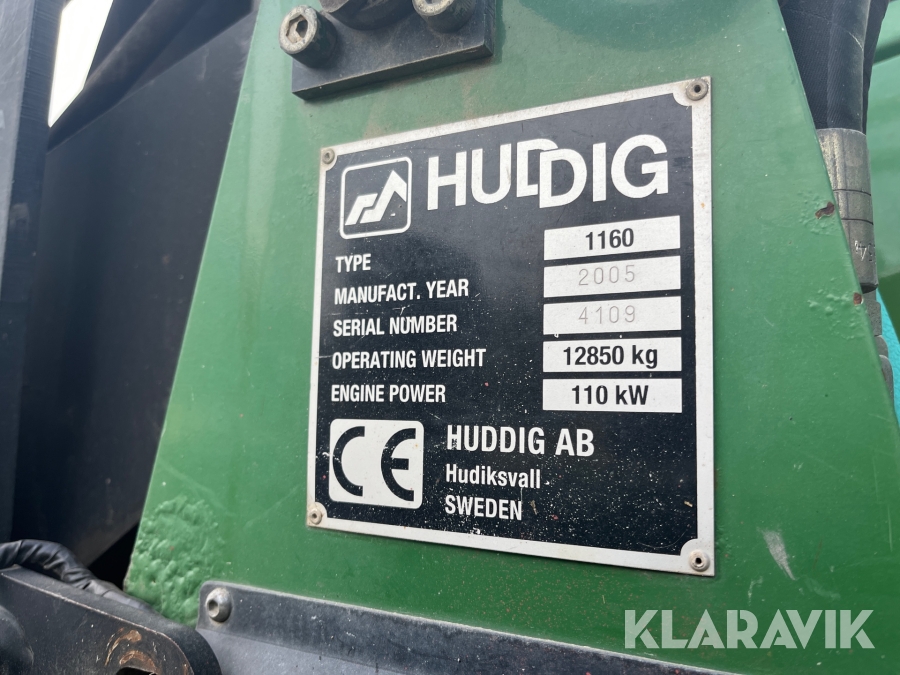 HUDDIG
TYPE 1160
MANUFACT. YEAR 2005
SERIAL NUMBER 4109
OPERATING WEIGHT 12850 kg
ENGINE POWER 110 kW
CE
HUDDIG AB
Hudiksvall
SWEDEN
KLARAVIK